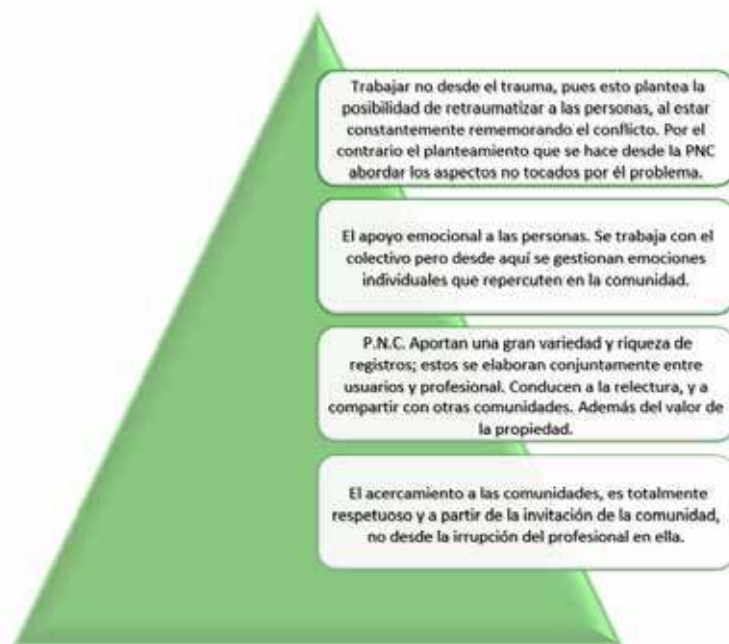 Trabajar no desde el trauma, pues esto plantea la
posibilidad de retraumatizar a las personas, al estar
constantemente rememorando el conflicto. Por el
contrario el planteamiento que se hace desde la PNC
abordar los aspectos no tocados por él problema.
El apoyo emocional a las personas. Se trabaja con el
colectivo pero desde aquí se gestionan emociones
individuales que repercuten en la comunidad.
P.N.C. Aportan una gran variedad y riqueza de
registros; estos se elaboran conjuntamente entre
usuarios y profesional. Conducen a la relectura, y a
compartir con otras comunidades. Además del valor de
la propiedad.
El acercamiento a las comunidades, es totalmente
respetuoso y a partir de la invitación de la comunidad,
no desde la irrupción del profesional en ella.